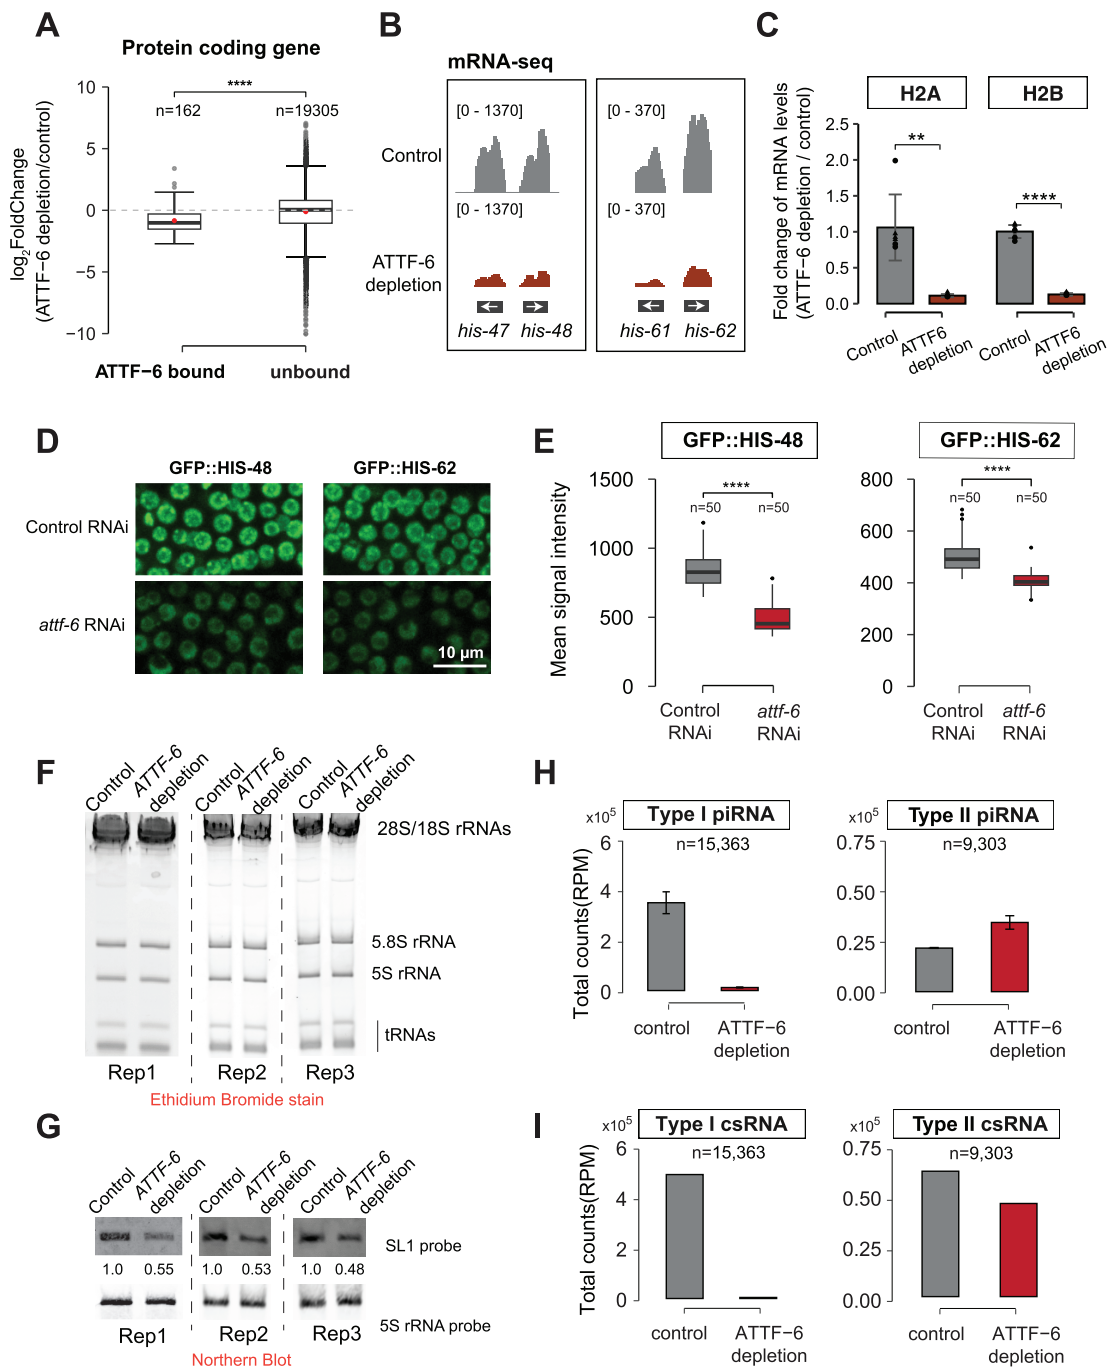 A
Protein coding gene
log2FoldChange
(ATTF−6 depletion/control)
10
5
0
−5
−10
****
n=162
n=19305
ATTF−6 bound
unbound
B
mRNA-seq
Control
ATTF-6
depletion
[0 - 1370]
[0 - 370]
[0 - 1370]
[0 - 370]
his-47
his-48
his-61
his-62
C
H2A
H2B
Fold change of mRNA levels
(ATTF−6 depletion / control)
2.5
2.0
1.5
1.0
0.5
0.0
**
****
Control
ATTF6
depletion
Control
ATTF6
depletion
D
GFP::HIS-48
GFP::HIS-62
Control RNAi
attf-6 RNAi
10 µm
E
GFP::HIS-48
GFP::HIS-62
Mean signal intensity
1500
1000
500
0
****
n=50
n=50
Control
RNAi
attf-6
RNAi
800
600
400
200
0
****
n=50
n=50
Control
RNAi
attf-6
RNAi
F
Control
ATTF-6
depletion
Control
ATTF-6
depletion
Control
ATTF-6
depletion
28S/18S rRNAs
5.8S rRNA
5S rRNA
tRNAs
Rep1
Rep2
Rep3
Ethidium Bromide stain
G
Control
ATTF-6
depletion
Control
ATTF-6
depletion
Control
ATTF-6
depletion
SL1 probe
1.0
0.55
1.0
0.53
1.0
0.48
5S rRNA probe
Rep1
Rep2
Rep3
Northern Blot
H
Type I piRNA
n=15,363
x10⁵
Total counts(RPM)
6
4
2
0
control
ATTF−6
depletion
Type II piRNA
n=9,303
x10⁵
0.75
0.50
0.25
0.00
control
ATTF−6
depletion
I
Type I csRNA
n=15,363
x10⁵
Total counts(RPM)
6
4
2
0
control
ATTF−6
depletion
Type II csRNA
n=9,303
x10⁵
0.75
0.50
0.25
0.00
control
ATTF−6
depletion